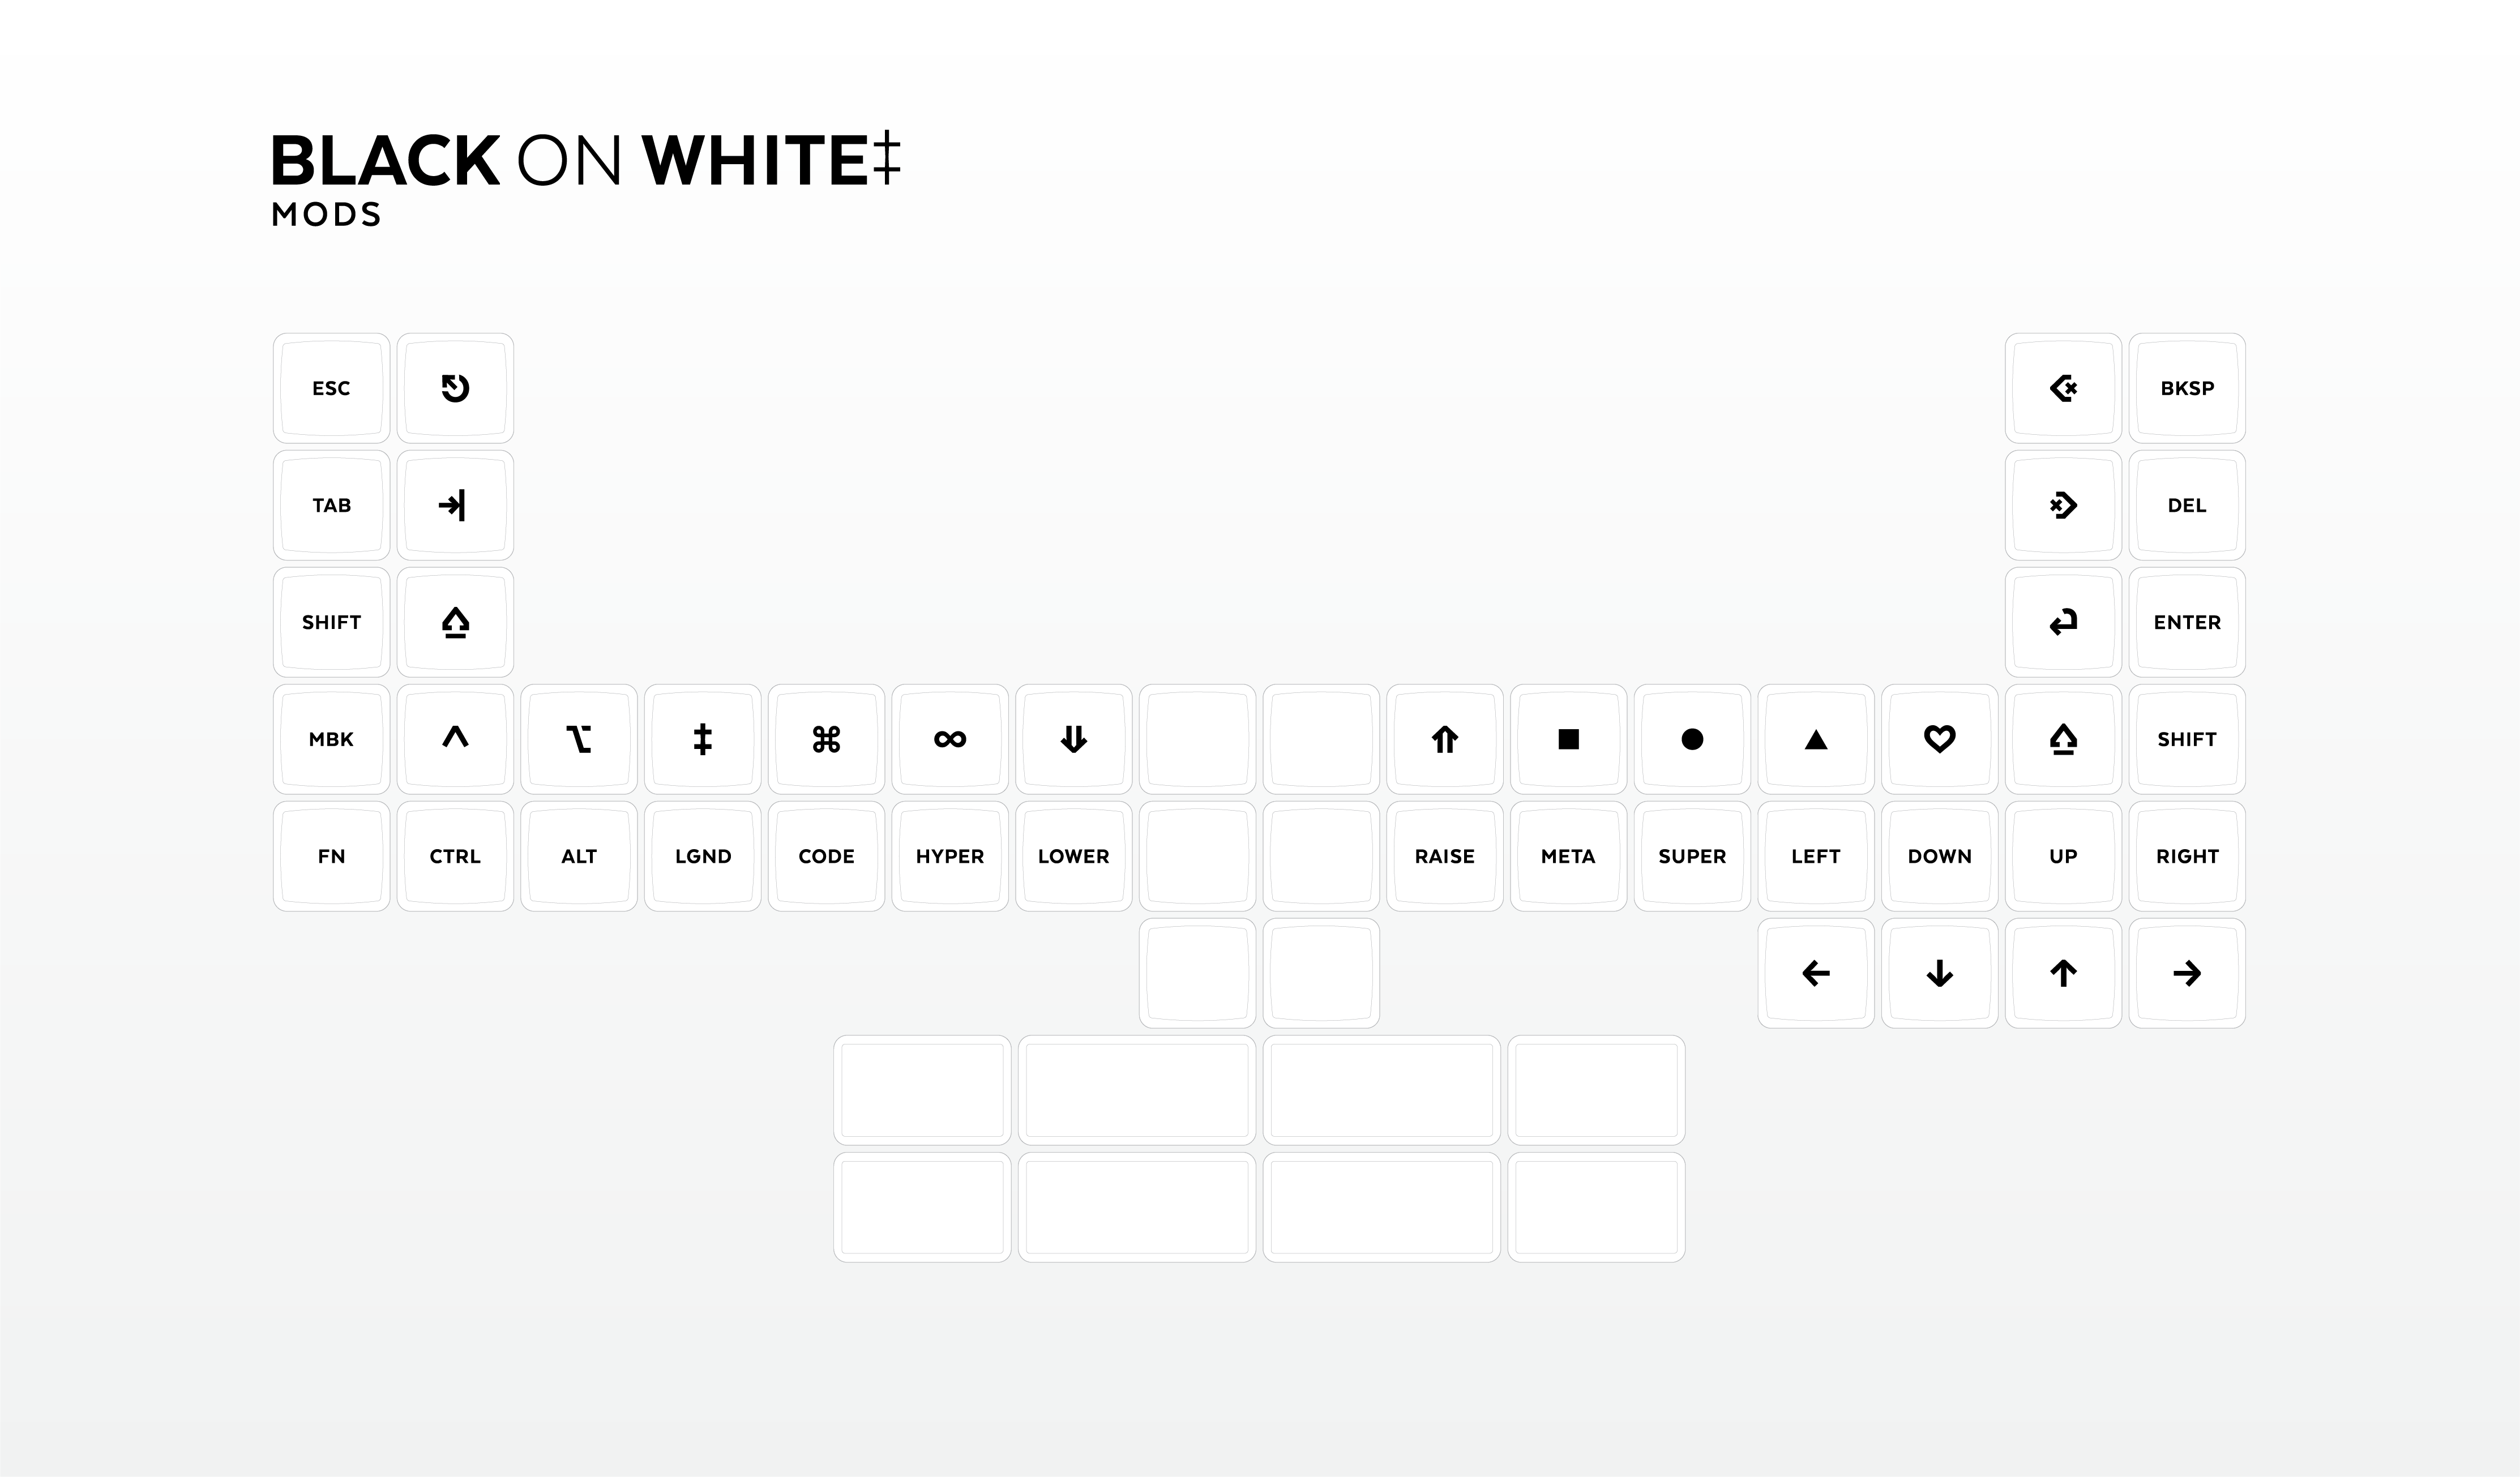 BLACK ON WHITE‡
MODS
ESC BKSP
TAB DEL
SHIFT ENTER
MBK ^ ⌥ ‡ ⌘ ∞ ⇓ ⇑ ■ ● ▲ ♡ SHIFT
FN CTRL ALT LGND CODE HYPER LOWER RAISE META SUPER LEFT DOWN UP RIGHT
← ↓ ↑ →